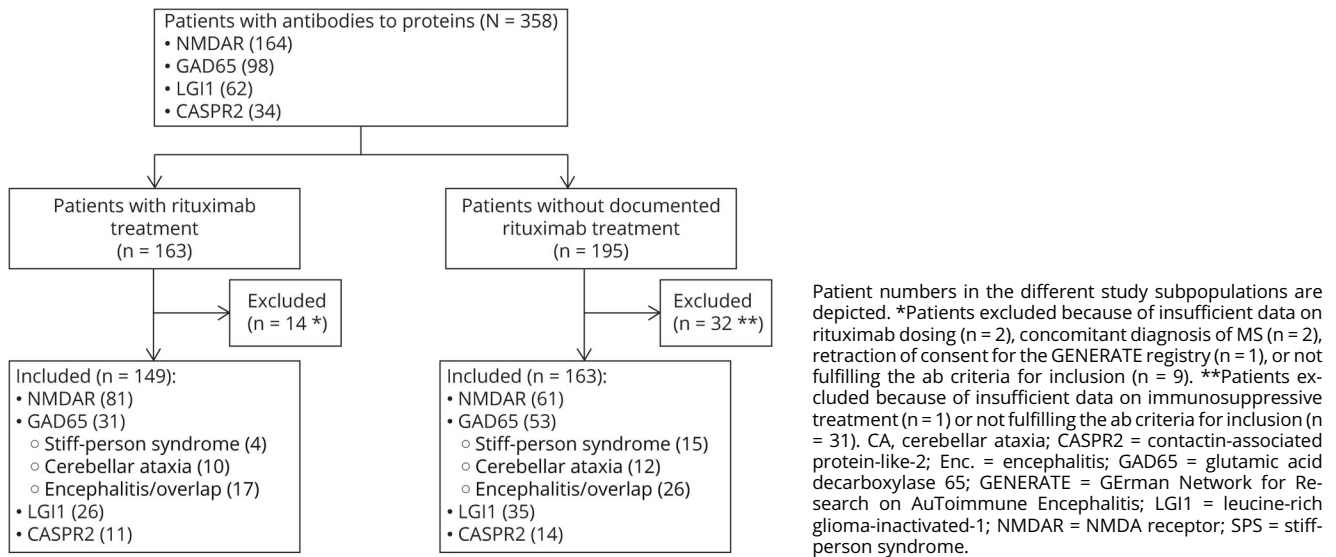 Patients with antibodies to proteins (N = 358)
• NMDAR (164)
• GAD65 (98)
• LGI1 (62)
• CASPR2 (34)
Patients with rituximab
treatment
(n = 163)
Patients without documented
rituximab treatment
(n = 195)
Excluded
(n = 14 *)
Excluded
(n = 32 **)
Included (n = 149):
• NMDAR (81)
• GAD65 (31)
○ Stiff-person syndrome (4)
○ Cerebellar ataxia (10)
○ Encephalitis/overlap (17)
• LGI1 (26)
• CASPR2 (11)
Included (n = 163):
• NMDAR (61)
• GAD65 (53)
○ Stiff-person syndrome (15)
○ Cerebellar ataxia (12)
○ Encephalitis/overlap (26)
• LGI1 (35)
• CASPR2 (14)
Patient numbers in the different study subpopulations are
depicted. *Patients excluded because of insufficient data on
rituximab dosing (n = 2), concomitant diagnosis of MS (n = 2),
retraction of consent for the GENERATE registry (n = 1), or not
fulfilling the ab criteria for inclusion (n = 9). **Patients ex-
cluded because of insufficient data on immunosuppressive
treatment (n = 1) or not fulfilling the ab criteria for inclusion (n
= 31). CA, cerebellar ataxia; CASPR2 = contactin-associated
protein-like-2; Enc. = encephalitis; GAD65 = glutamic acid
decarboxylase 65; GENERATE = GErman Network for Re-
search on AuToimmune Encephalitis; LGI1 = leucine-rich
glioma-inactivated-1; NMDAR = NMDA receptor; SPS = stiff-
person syndrome.